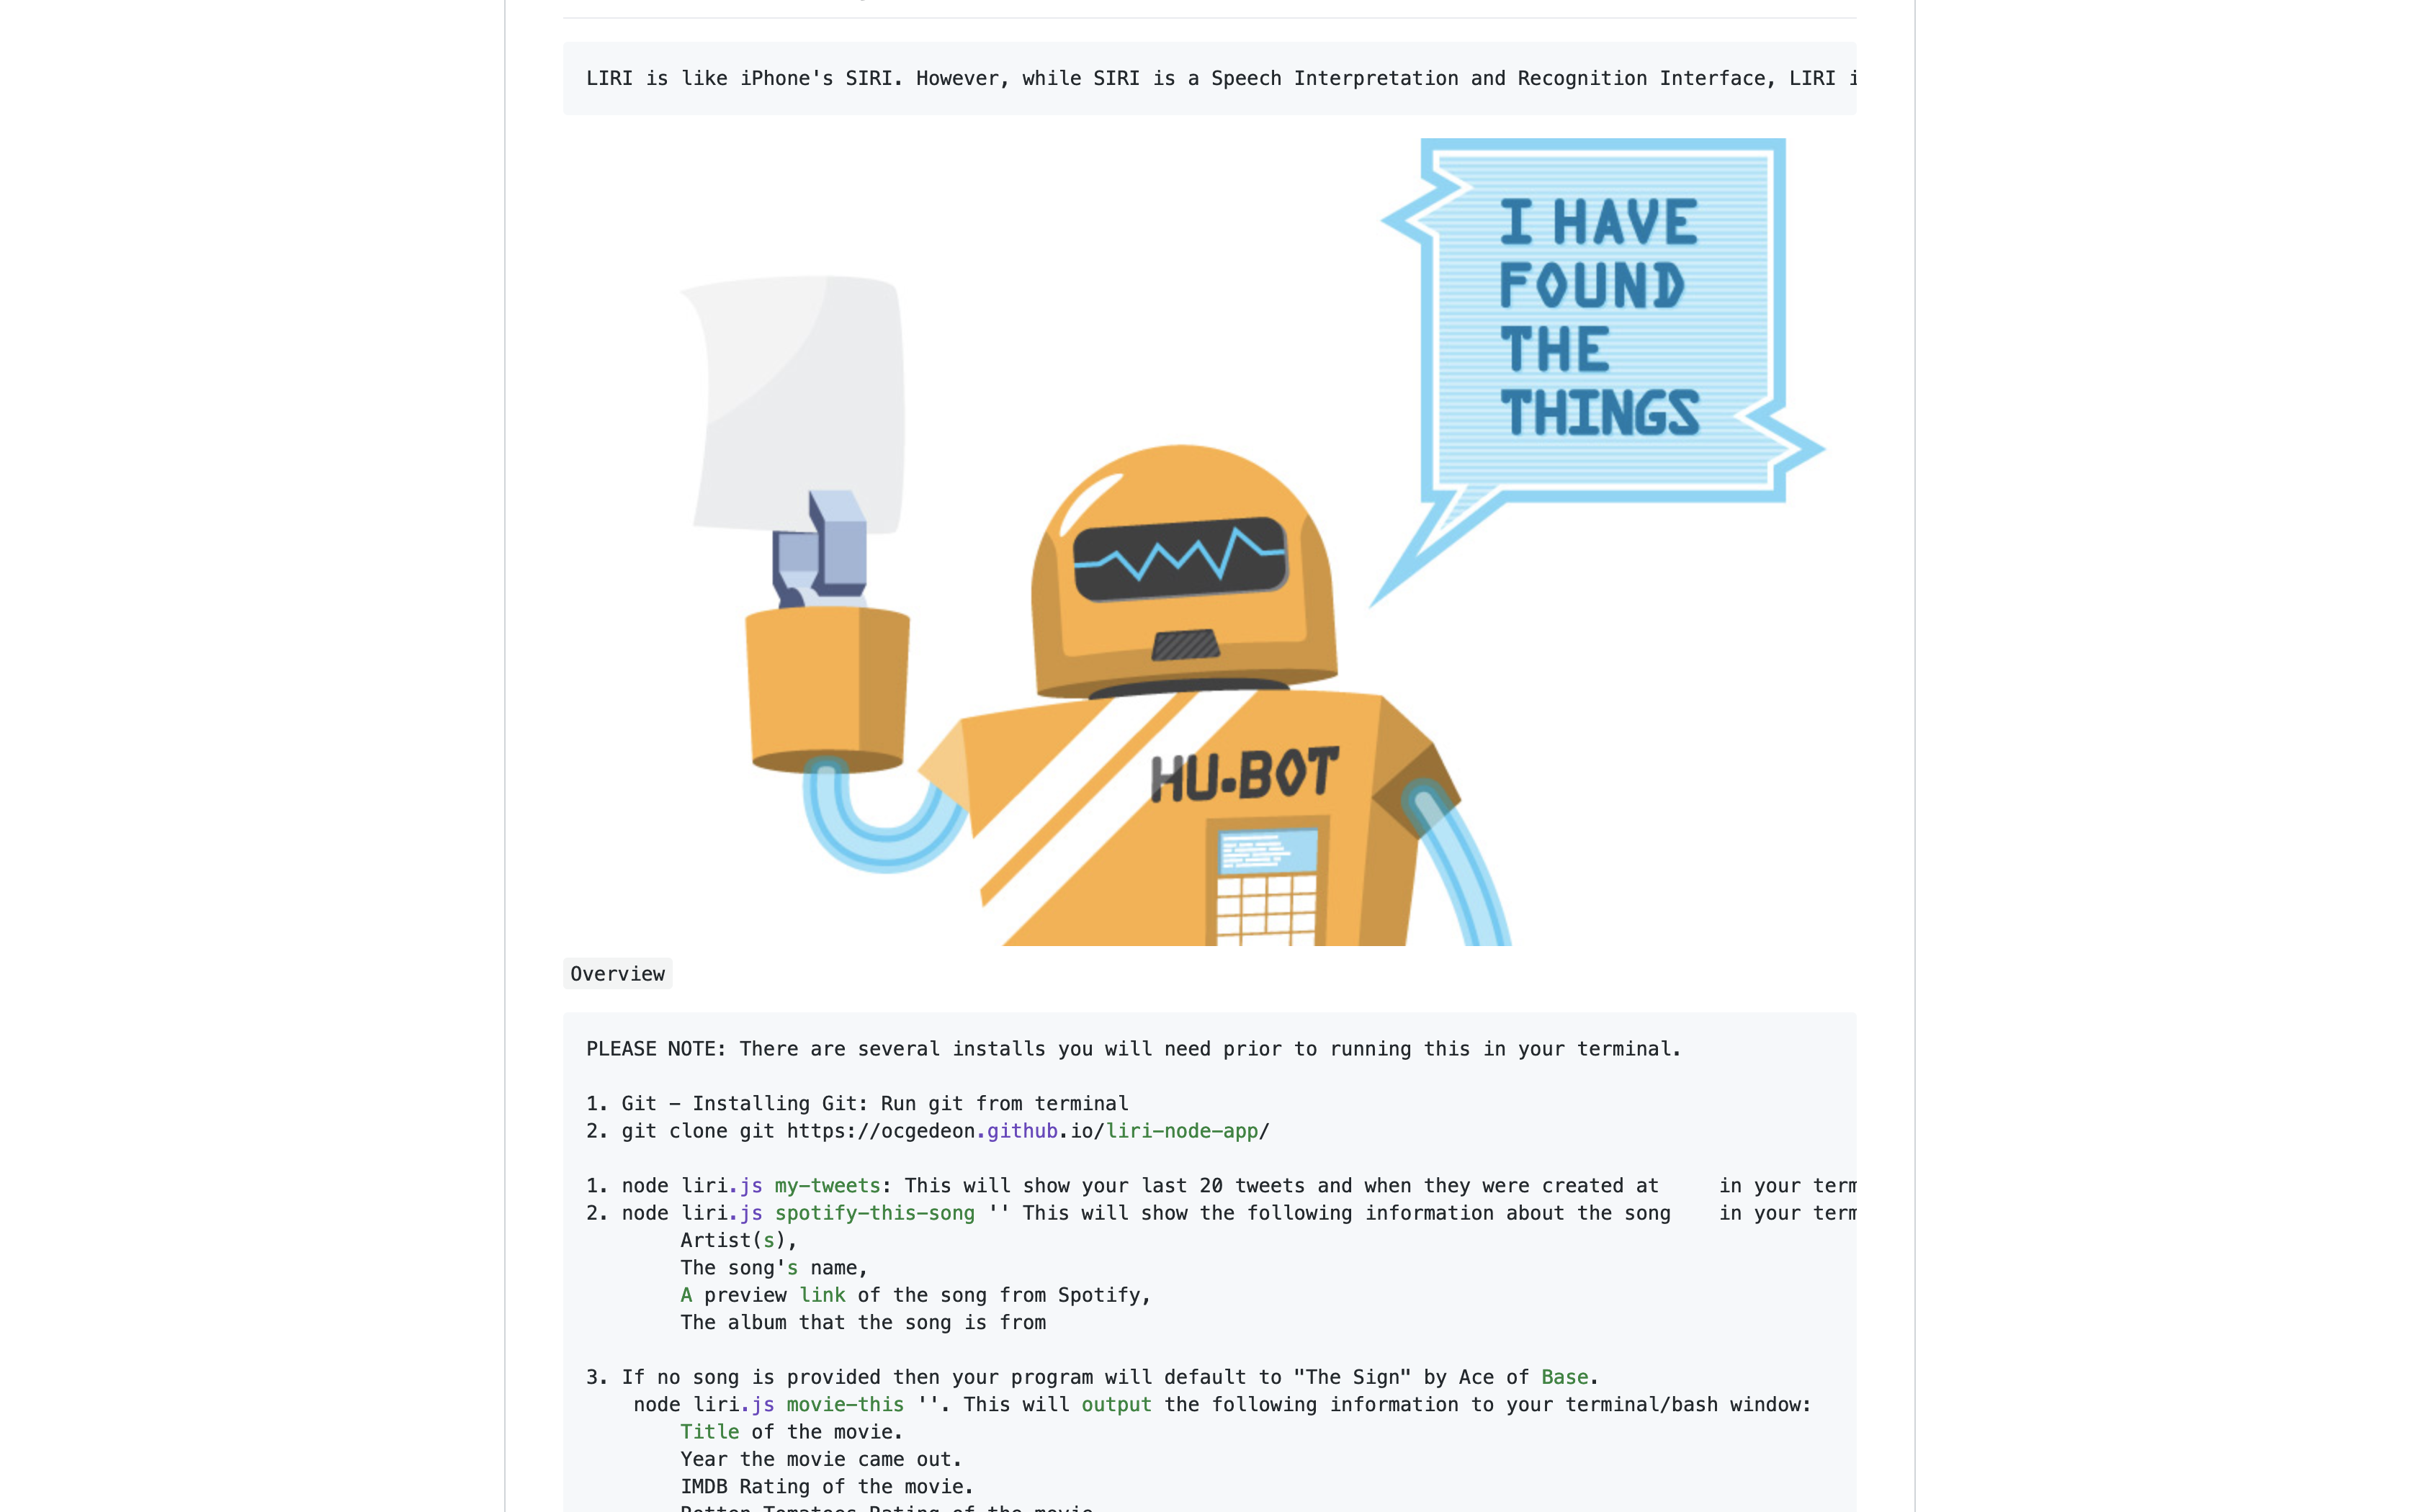 LIRI is like iPhone's SIRI. However, while SIRI is a Speech Interpretation and Recognition Interface, LIRI i
I HAVE
FOUND
THE
THINGS
HU-BOT
Overview
PLEASE NOTE: There are several installs you will need prior to running this in your terminal.
1. Git – Installing Git: Run git from terminal
2. git clone git https://ocgedeon.github.io/liri-node-app/
1. node liri.js my-tweets: This will show your last 20 tweets and when they were created at in your term
2. node liri.js spotify-this-song '' This will show the following information about the song in your term
Artist(s),
The song's name,
A preview link of the song from Spotify,
The album that the song is from
3. If no song is provided then your program will default to "The Sign" by Ace of Base.
node liri.js movie-this ''. This will output the following information to your terminal/bash window:
Title of the movie.
Year the movie came out.
IMDB Rating of the movie.